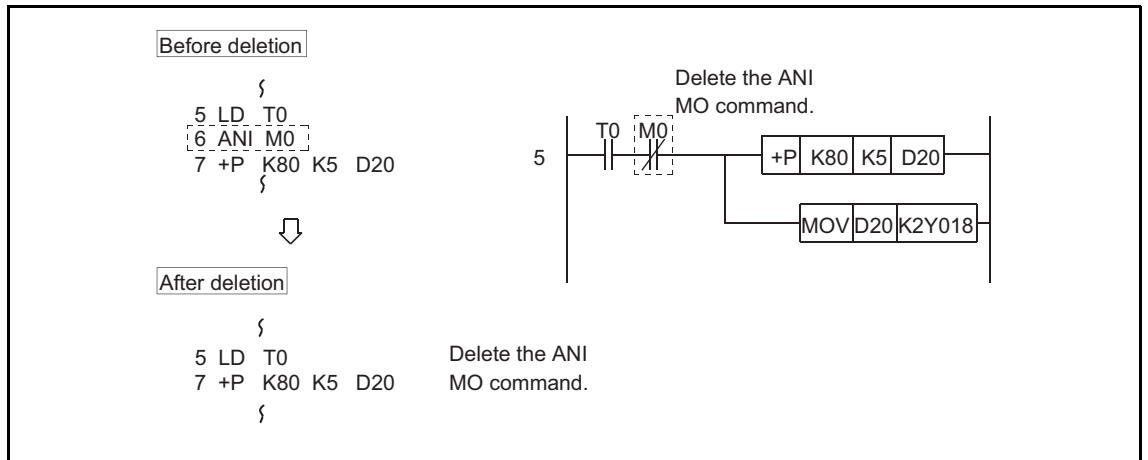 Before deletion
5 LD T0
6 ANI M0
7 +P K80 K5 D20
Delete the ANI
MO command.
T0 M0
5
+P K80 K5 D20
MOV D20 K2Y018
After deletion
5 LD T0
7 +P K80 K5 D20
Delete the ANI
MO command.